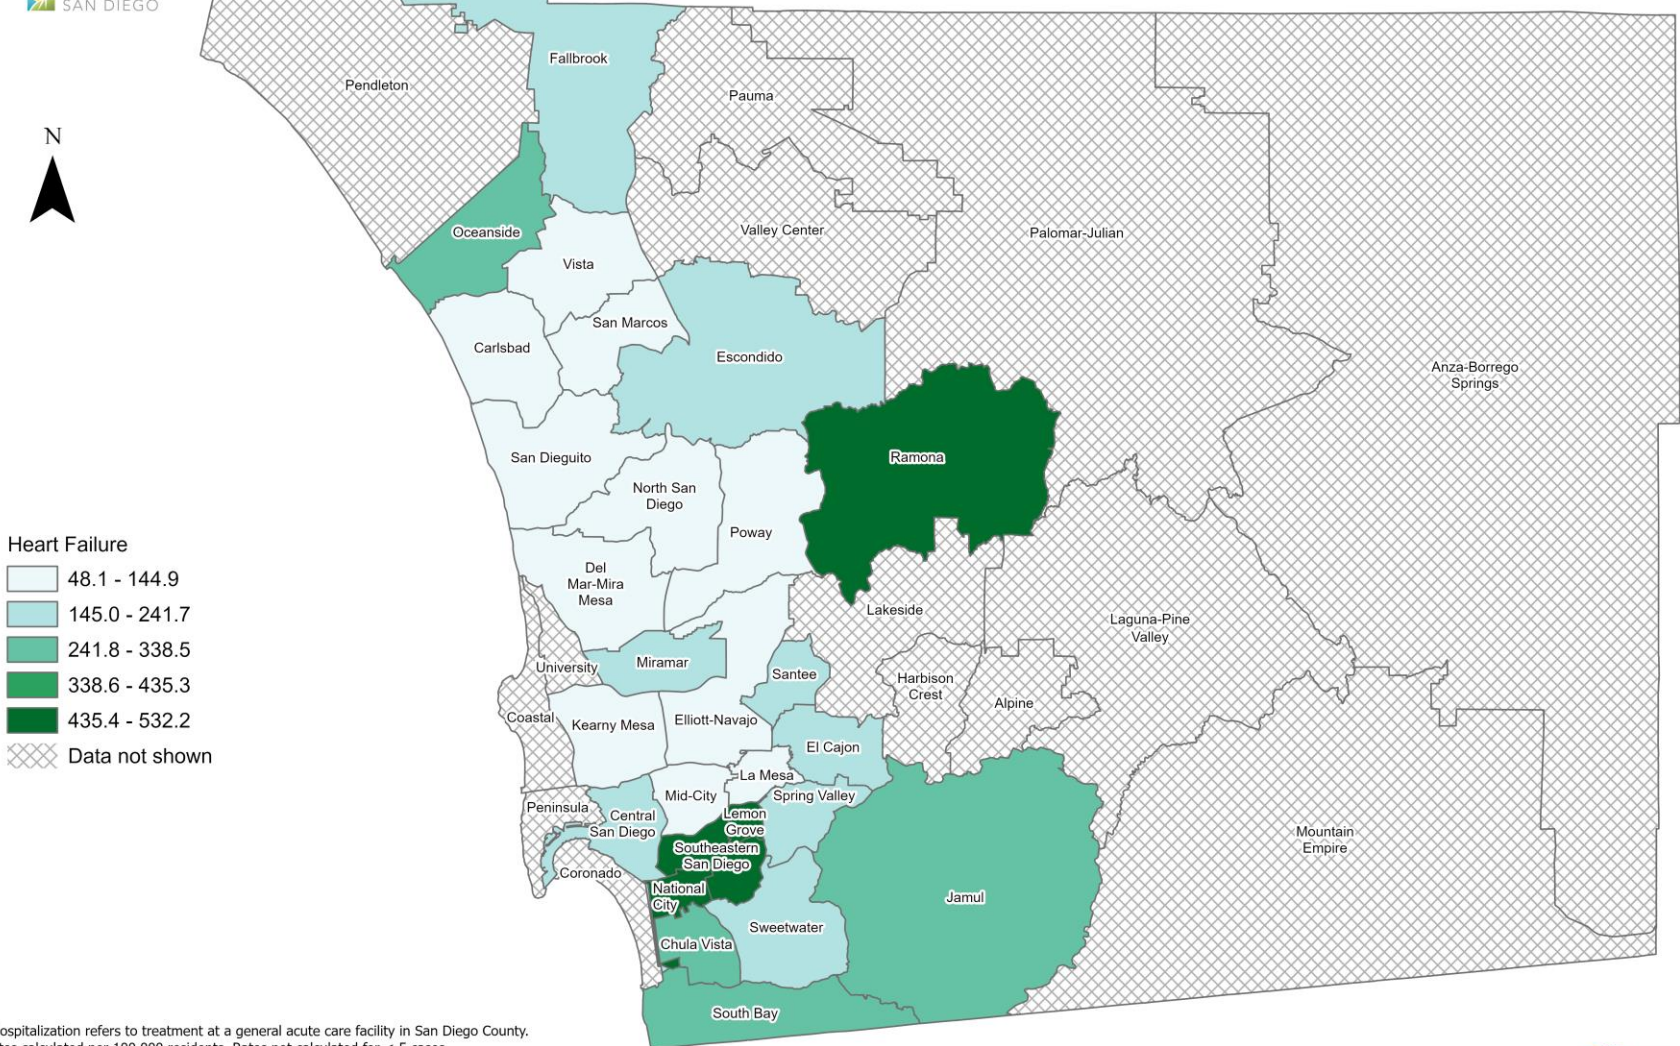 SAN DIEGO
Fallbrook
Pendleton
Pauma
N
Oceanside
Valley Center
Palomar-Julian
Vista
San Marcos
Carlsbad
Escondido
Anza-Borrego
Springs
San Dieguito
Ramona
North San
Diego
Poway
Heart Failure
48.1 - 144.9
145.0 - 241.7
241.8 - 338.5
338.6 - 435.3
435.4 - 532.2
Data not shown
Del
Mar-Mira
Mesa
Lakeside
Laguna-Pine
Valley
University
Miramar
Santee
Harbison
Crest
Alpine
Coastal
Kearny Mesa
Elliott-Navajo
El Cajon
La Mesa
Mid-City
Spring Valley
Peninsula
Central
San Diego
Lemon
Grove
Southeastern
San Diego
Mountain
Empire
Coronado
National
City
Jamul
Sweetwater
Chula Vista
South Bay
ospitalization refers to treatment at a general acute care facility in San Diego County.